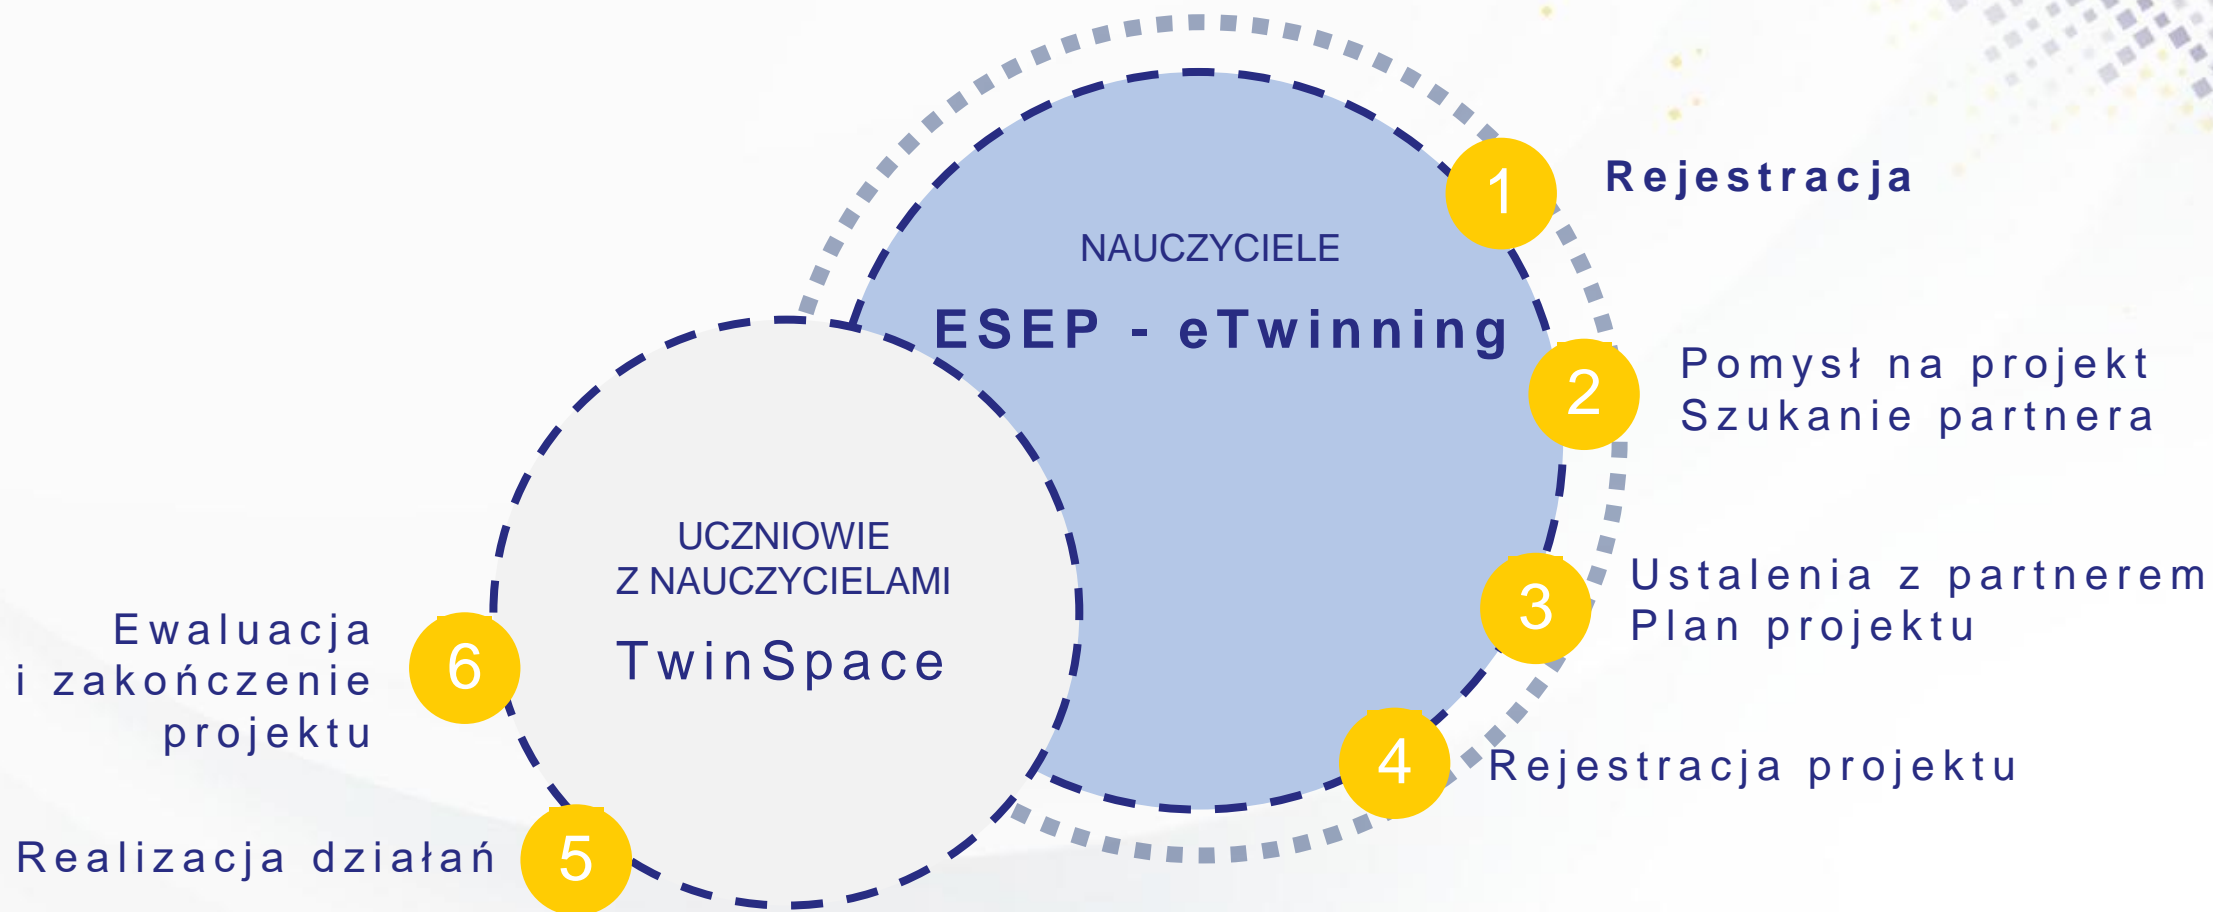 NAUCZYCIELE
ESEP - eTwinning
1
Rejestracja
2
Pomysł na projekt
Szukanie partnera
3
Ustalenia z partnerem
Plan projektu
4
Rejestracja projektu
UCZNIOWIE
Z NAUCZYCIELAMI
TwinSpace
5
Realizacja działań
6
Ewaluacja
i zakończenie
projektu